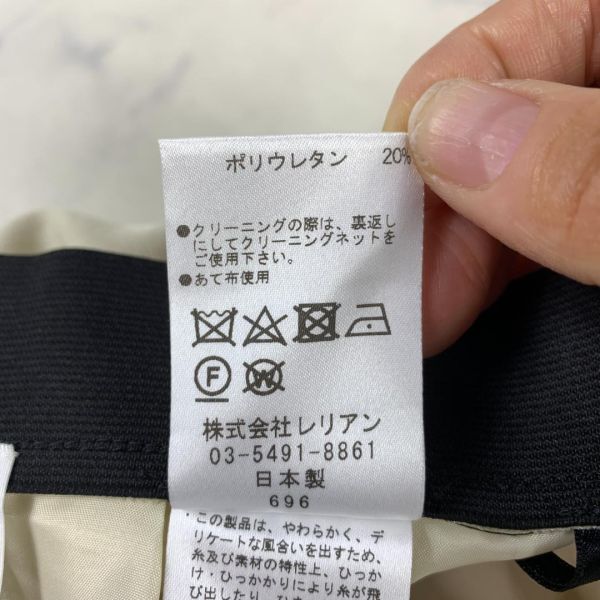 ポリウレタン 20%
●クリーニングの際は、裏返し
にしてクリーニングネットを
ご使用下さい。
●あて布使用
F W
株式会社レリアン
03-5491-8861
日本製
696
・この製品は、やわらかく、デ
リケートな風合いを出すため、
糸及び素材の特性上、ひっか
け・ひっかかりにより糸が飛
び出したり、ひき